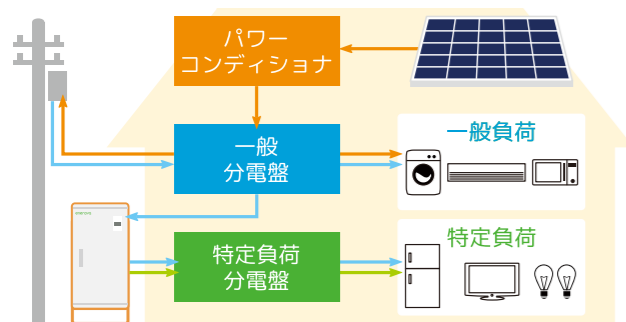 パワー
コンディショナ
一般
分電盤
一般負荷
特定負荷
分電盤
特定負荷